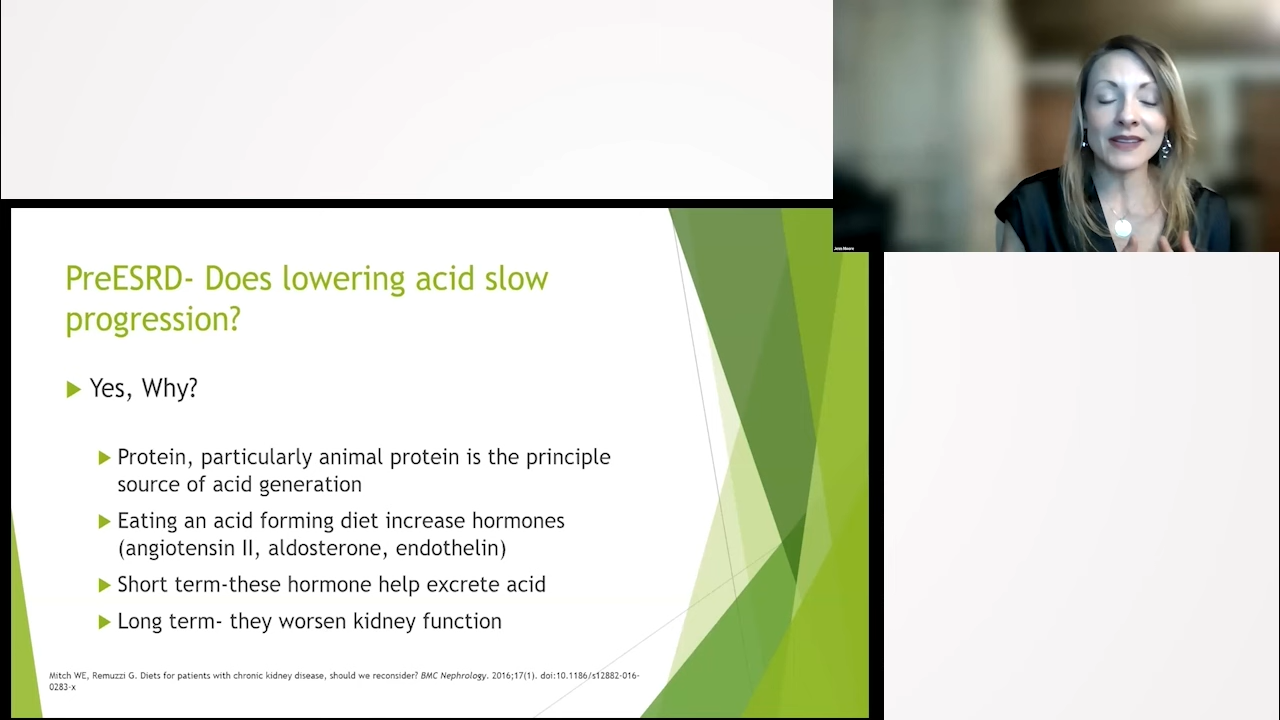 Jenn Moore
PreESRD- Does lowering acid slow
progression?
Yes, Why?
Protein, particularly animal protein is the principle
source of acid generation
Eating an acid forming diet increase hormones
(angiotensin II, aldosterone, endothelin)
Short term-these hormone help excrete acid
Long term- they worsen kidney function
Mitch WE, Remuzzi G. Diets for patients with chronic kidney disease, should we reconsider? BMC Nephrology. 2016;17(1). doi:10.1186/s12882-016-
0283-x